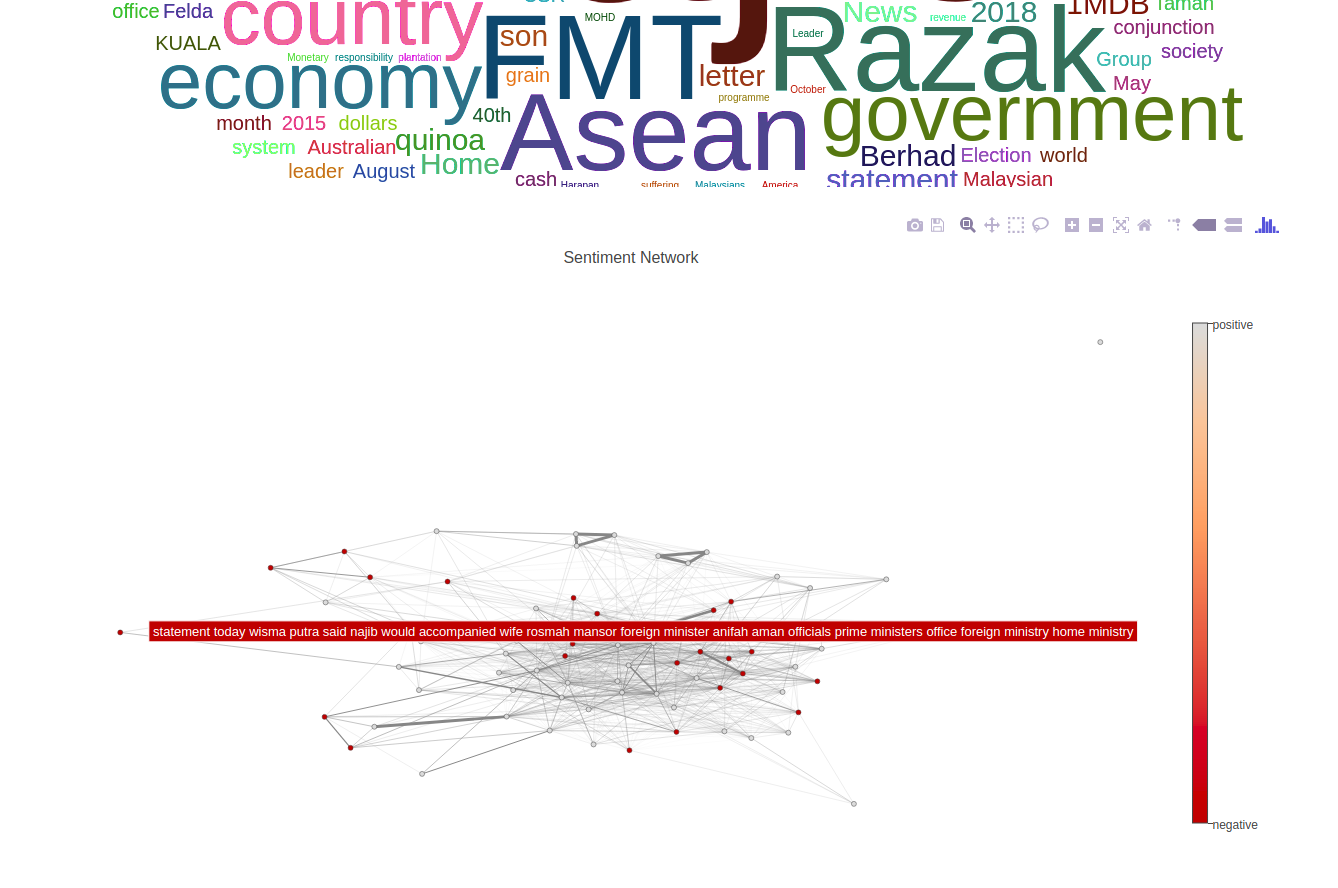 office Felda
country
CSR
MOHD
News
revenue
2018
1MDB
Taman
KUALA
son
FMT
Leader
Razak
conjunction
Monetary responsibility plantation
Group
society
economy
grain
letter
October
May
programme
month 2015 dollars
40th
Asean
government
system Australian
quinoa
Berhad Election world
leader August
Home
cash Harapan suffering Malaysians America
statement Malaysian
Sentiment Network
positive
statement today wisma putra said najib would accompanied wife rosmah mansor foreign minister anifah aman officials prime ministers office foreign ministry home ministry
negative